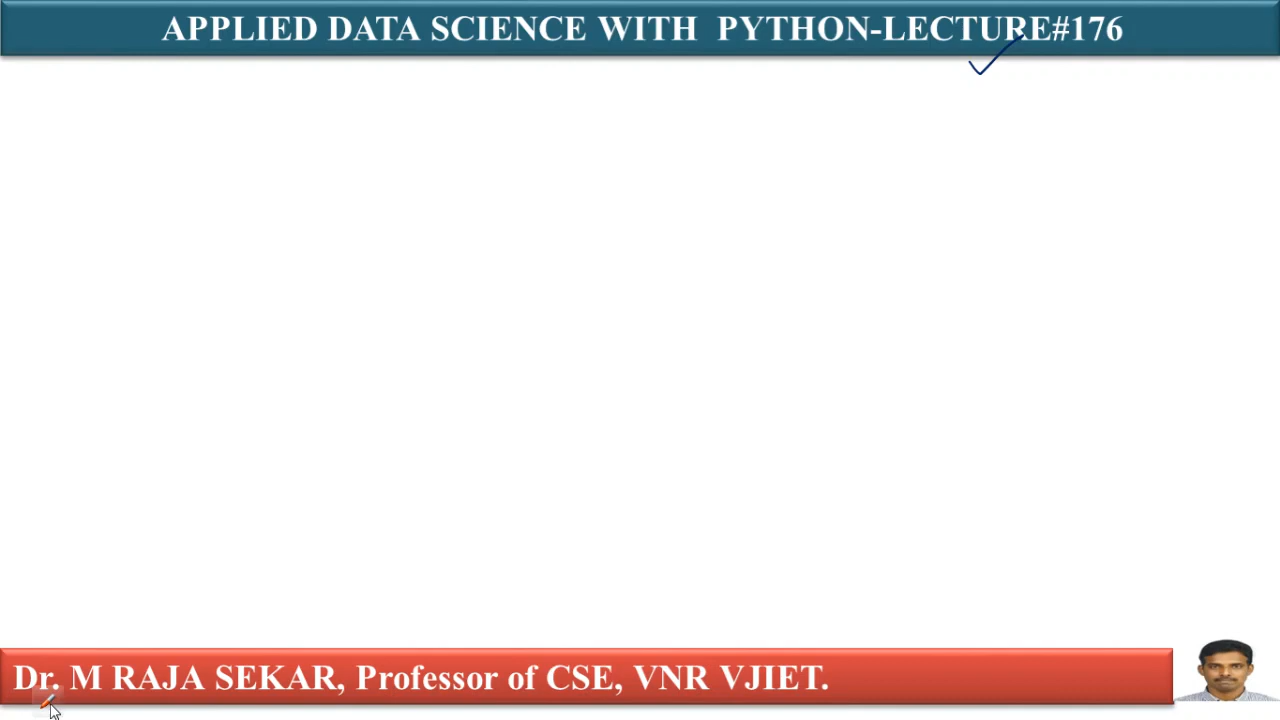 APPLIED DATA SCIENCE WITH PYTHON-LECTURE#176
Dr. M RAJA SEKAR, Professor of CSE, VNR VJIET.